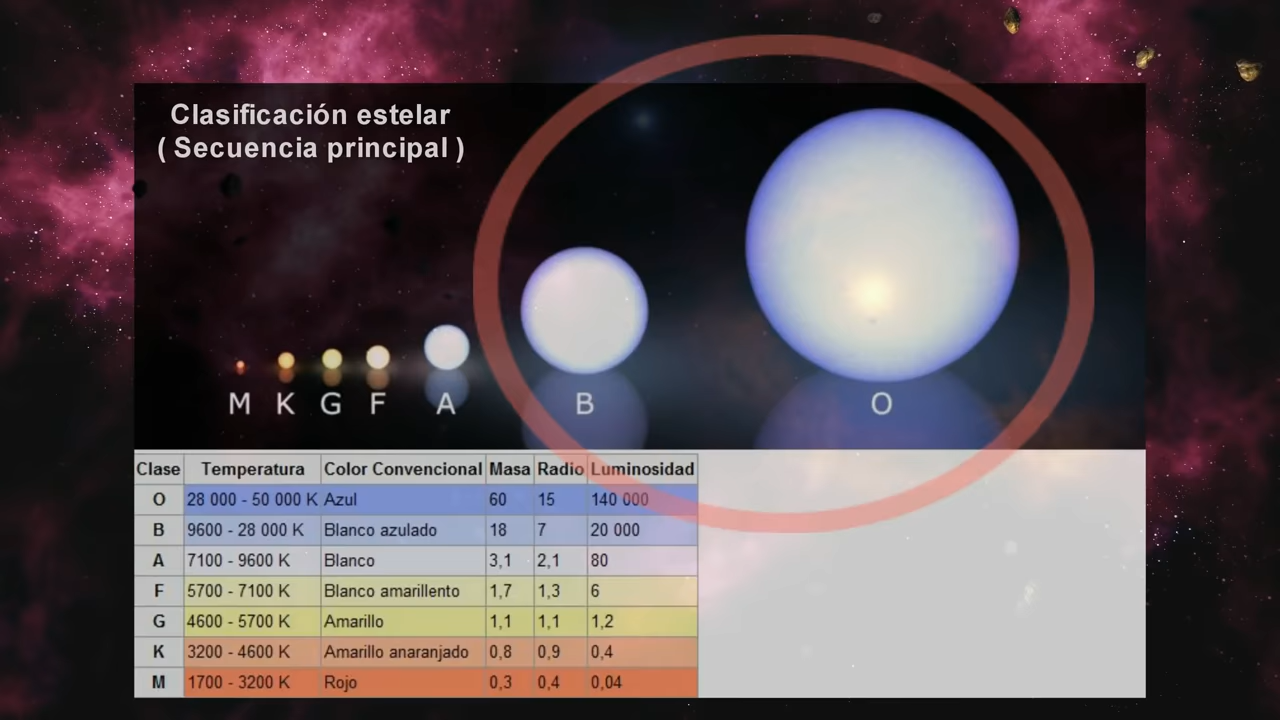 Clasificación estelar
( Secuencia principal )
M K G F A B O
Clase Temperatura Color Convencional Masa Radio Luminosidad
O 28 000 - 50 000 K Azul 60 15 140 000
B 9600 - 28 000 K Blanco azulado 18 7 20 000
A 7100 - 9600 K Blanco 3,1 2,1 80
F 5700 - 7100 K Blanco amarillento 1,7 1,3 6
G 4600 - 5700 K Amarillo 1,1 1,1 1,2
K 3200 - 4600 K Amarillo anaranjado 0,8 0,9 0,4
M 1700 - 3200 K Rojo 0,3 0,4 0,04